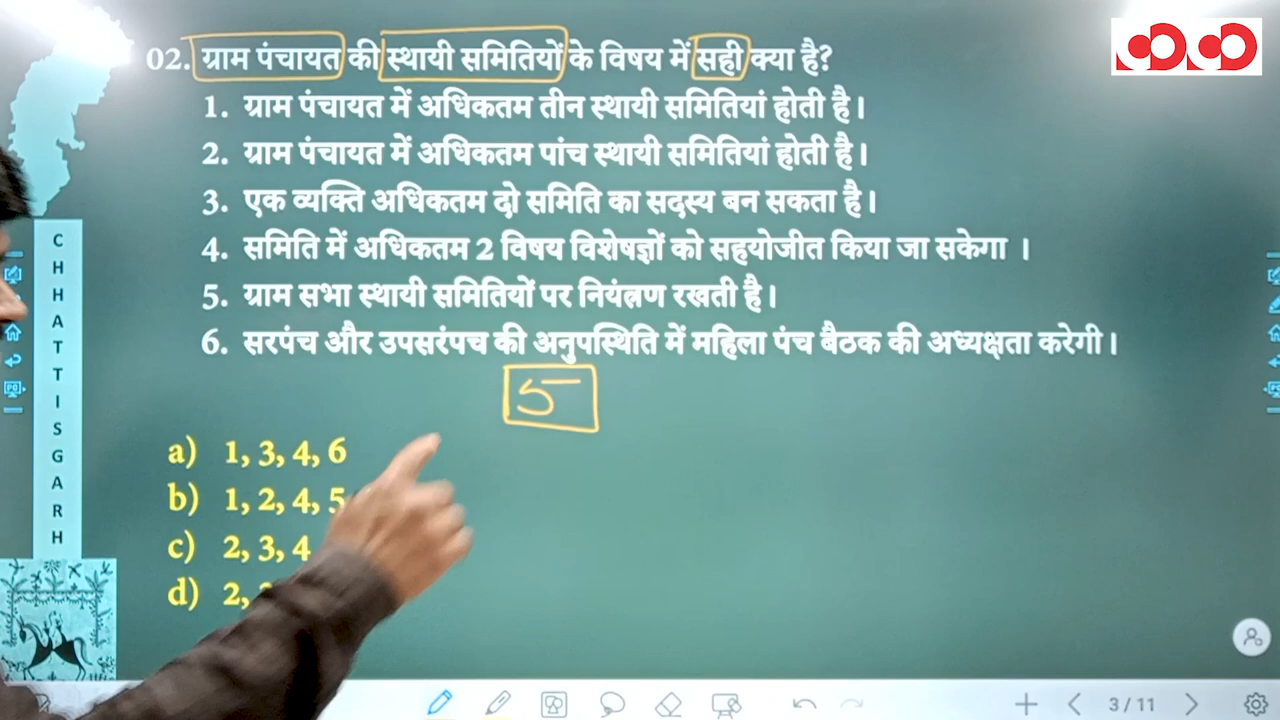 02. ग्राम पंचायत की स्थायी समितियों के विषय में सही क्या है?
1. ग्राम पंचायत में अधिकतम तीन स्थायी समितियां होती है।
2. ग्राम पंचायत में अधिकतम पांच स्थायी समितियां होती है।
3. एक व्यक्ति अधिकतम दो समिति का सदस्य बन सकता है।
4. समिति में अधिकतम 2 विषय विशेषज्ञों को सहयोजीत किया जा सकेगा ।
5. ग्राम सभा स्थायी समितियों पर नियंत्रण रखती है।
6. सरपंच और उपसरंपच की अनुपस्थिति में महिला पंच बैठक की अध्यक्षता करेगी।
5
a) 1, 3, 4, 6
b) 1, 2, 4, 5
c) 2, 3, 4
d) 2,
CHHATTISGARH
3 / 11